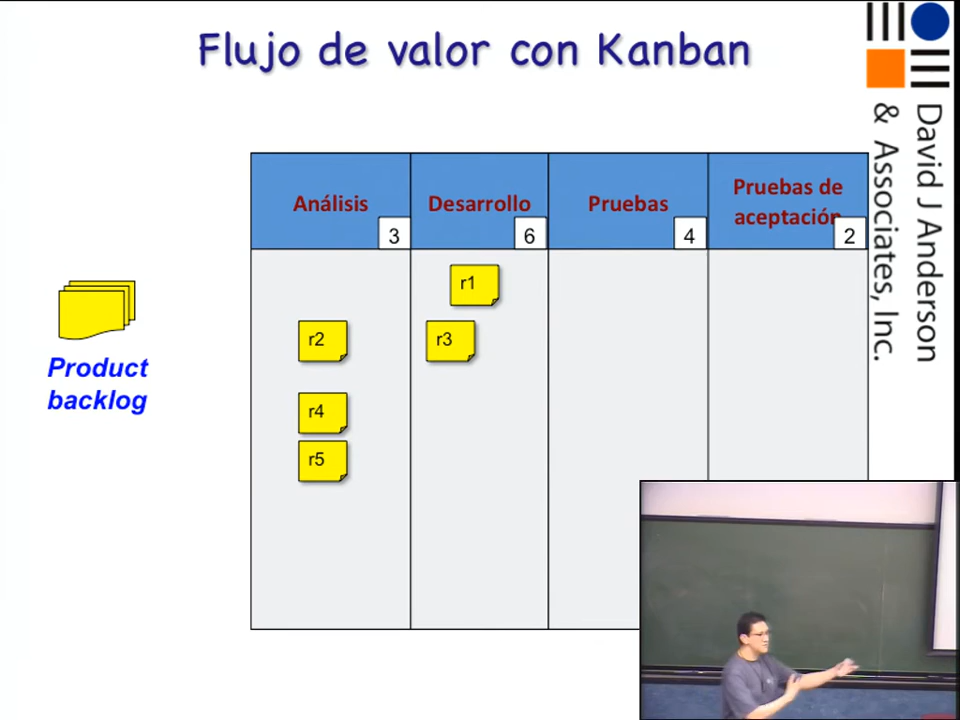 Flujo de valor con Kanban
David J Anderson
& Associates, Inc.
Análisis
3
Desarrollo
6
Pruebas
4
Pruebas de
aceptación
2
r1
r2
r3
r4
r5
Product
backlog